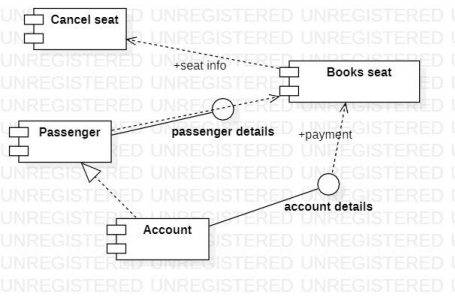 Cancel seat
+seat info
Books seat
Passenger
passenger details
+payment
account details
Account
UNREGISTERED UNREGISTERED UNREGISTERED